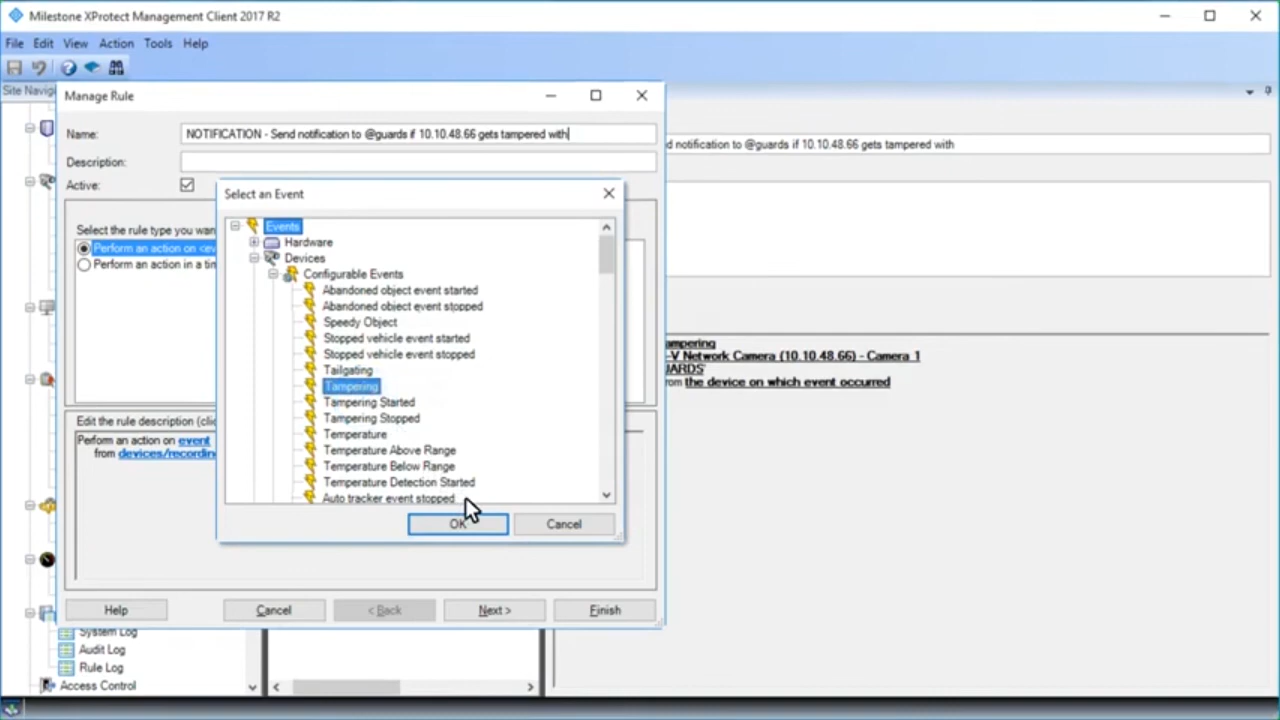 Milestone XProtect Management Client 2017 R2
File Edit View Action Tools Help
Site Navig
Manage Rule
Name: NOTIFICATION - Send notification to @guards if 10.10.48.66 gets tampered with
d notification to @guards if 10.10.48.66 gets tampered with
Description:
Active:
Select an Event
Select the rule type you wan
Perform an action on <ev
Perform an action in a tin
Events
Hardware
Devices
Configurable Events
Abandoned object event started
Abandoned object event stopped
Speedy Object
Stopped vehicle event started
Stopped vehicle event stopped
Tailgating
Tampering
Tampering Started
Tampering Stopped
Temperature
Temperature Above Range
Temperature Below Range
Temperature Detection Started
Auto tracker event stopped
OK Cancel
ampering
-V Network Camera (10.10.48.66) - Camera 1
UARDS'
rom the device on which event occurred
Edit the rule description (clic
Perform an action on event
from devices/recording
Help Cancel < Back Next > Finish
System Log
Audit Log
Rule Log
Access Control